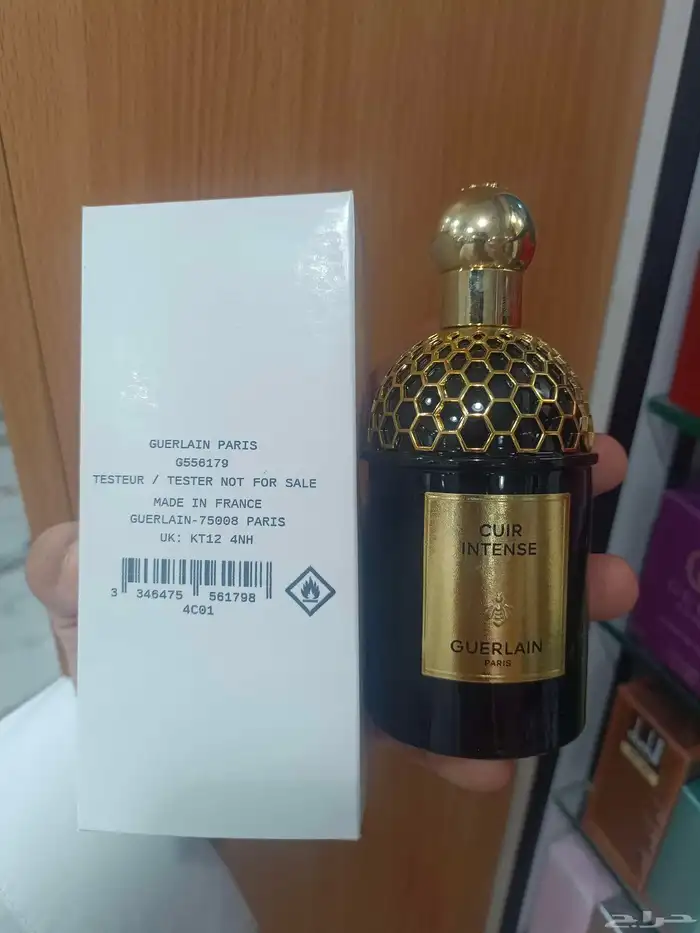 GUERLAIN PARIS
G556179
TESTEUR / TESTER NOT FOR SALE
MADE IN FRANCE
GUERLAIN-75008 PARIS
UK: KT12 4NH
3 346475 561798
4C01
CUIR
INTENSE
GUERLAIN
PARIS
حراج